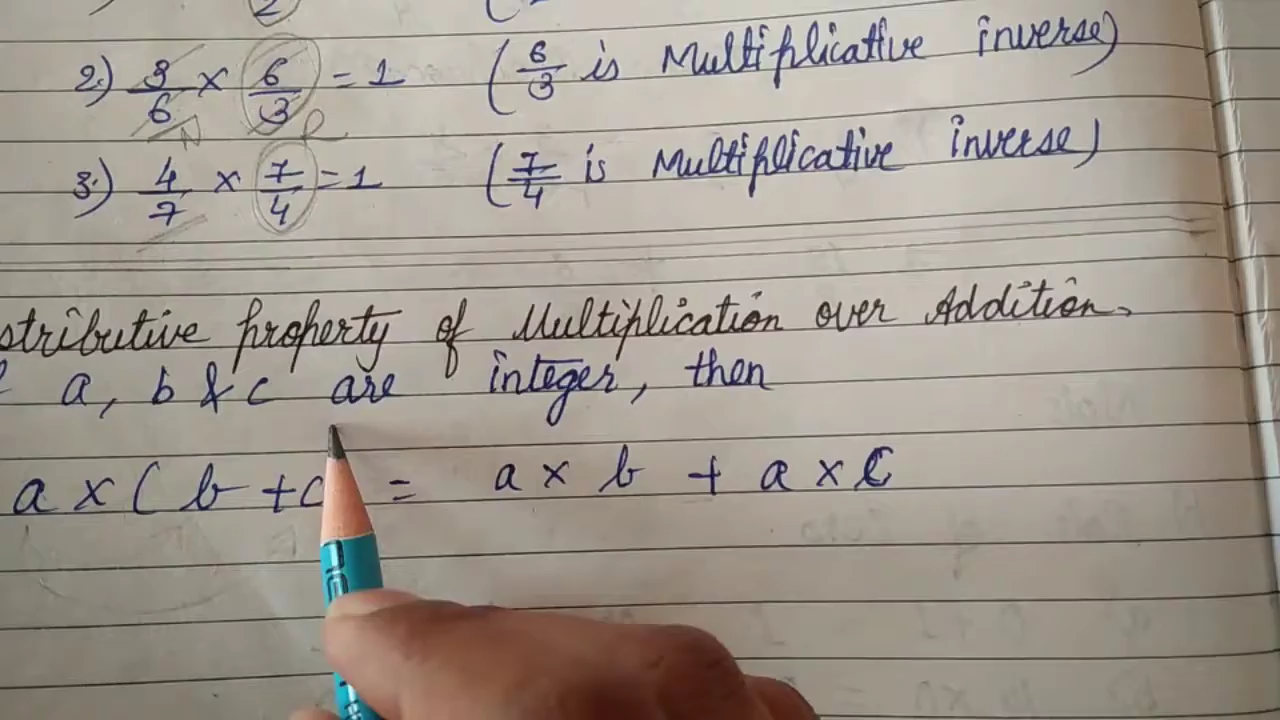 2
2) 3/6 × 6/3 = 1 (6/3 is Multiplicative inverse)
N R
3.) 4/7 × 7/4 = 1 (7/4 is Multiplicative inverse)
stributive property of Multiplication over Addition.
a, b & c are integer, then
a × ( b + c = a × b + a × c